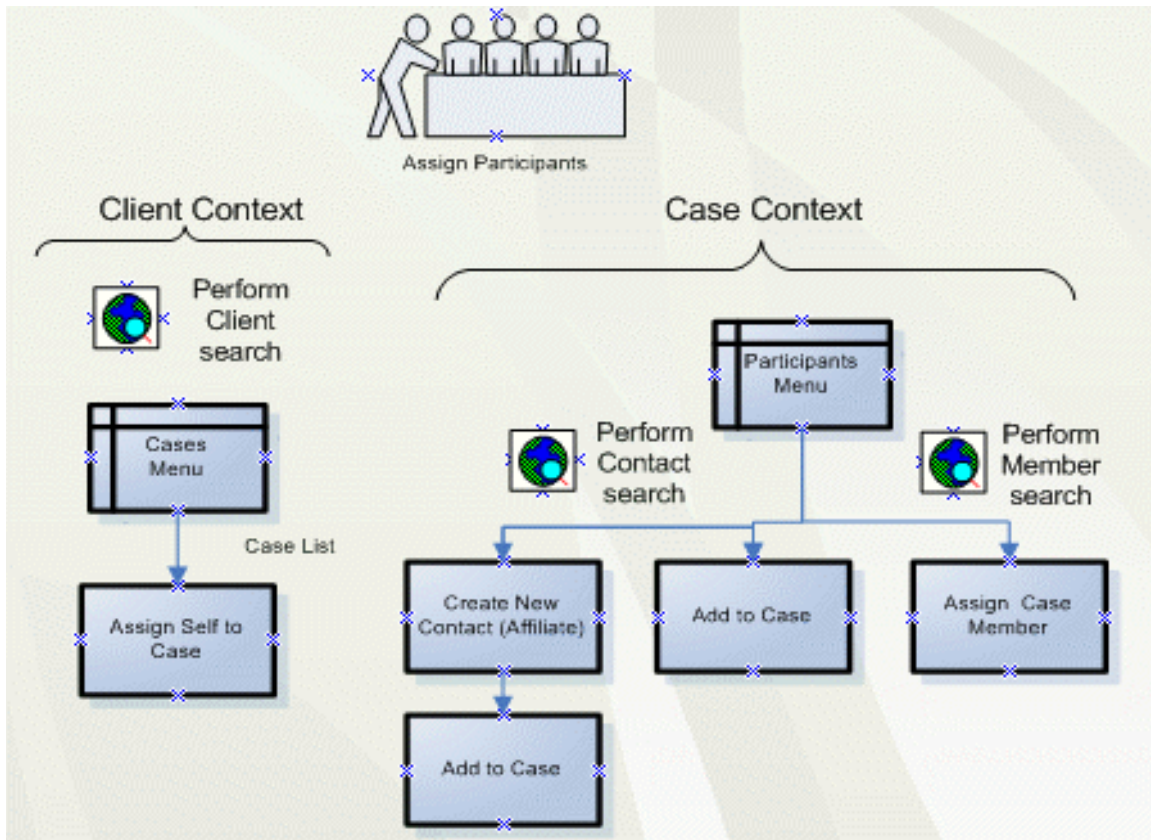 Assign Participants
Client Context
Perform
Client
search
Cases
Menu
Case List
Assign Self to
Case
Case Context
Participants
Menu
Perform
Contact
search
Perform
Member
search
Create New
Contact (Affiliate)
Add to Case
Assign Case
Member
Add to Case